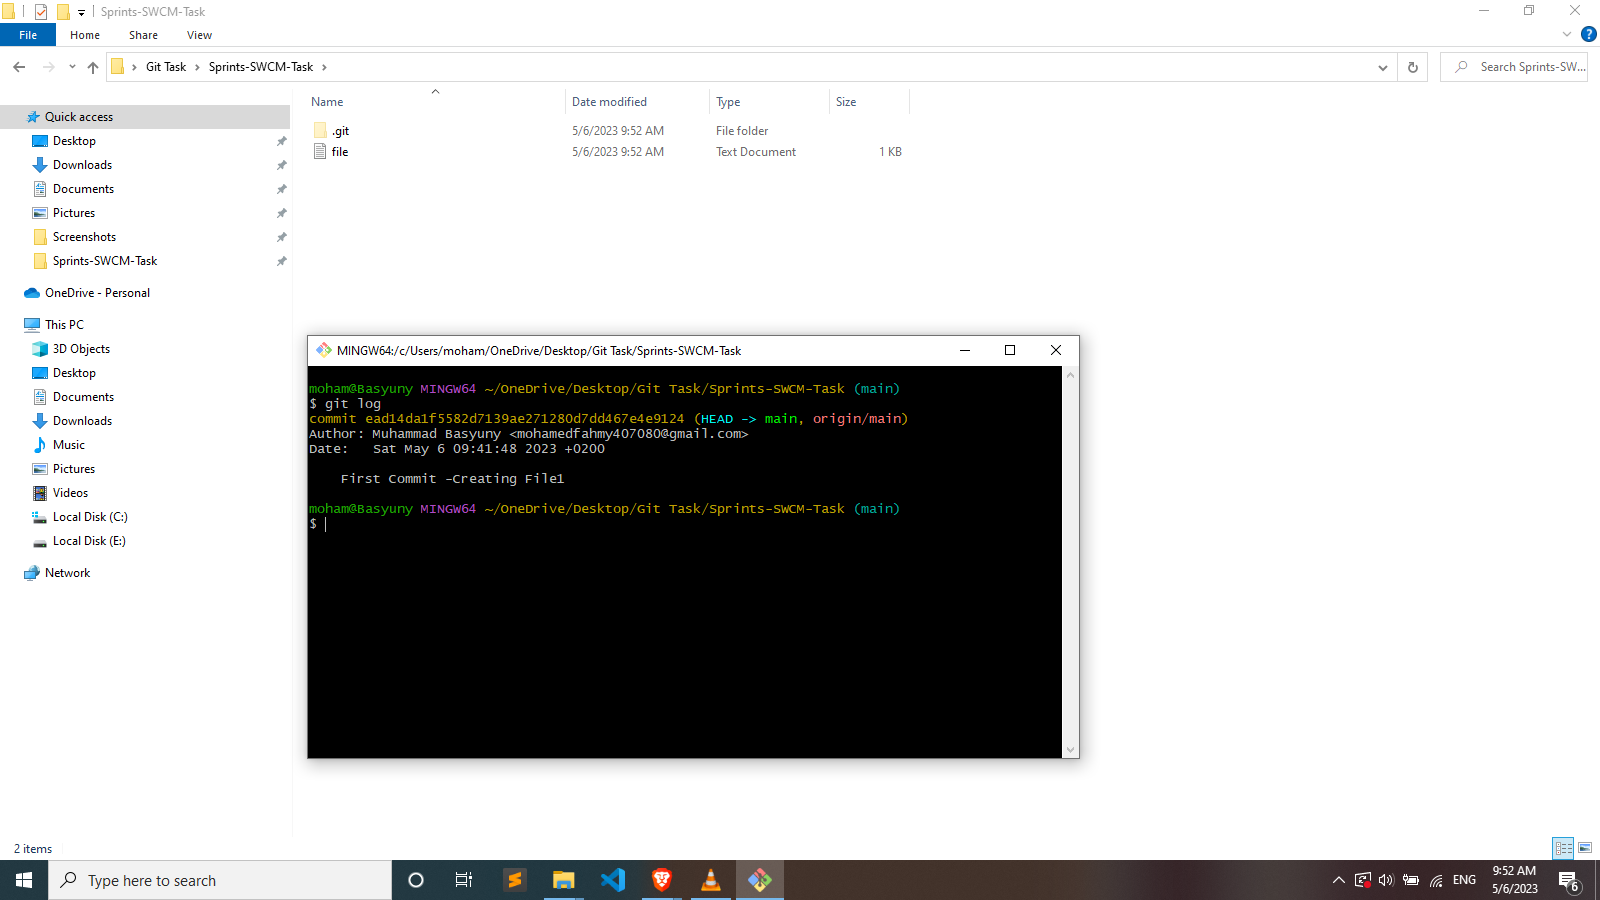 Sprints-SWCM-Task
File Home Share View
Git Task Sprints-SWCM-Task
Search Sprints-SW...
Name Date modified Type Size
.git 5/6/2023 9:52 AM File folder
file 5/6/2023 9:52 AM Text Document 1 KB
Quick access
Desktop
Downloads
Documents
Pictures
Screenshots
Sprints-SWCM-Task
OneDrive - Personal
This PC
3D Objects
Desktop
Documents
Downloads
Music
Pictures
Videos
Local Disk (C:)
Local Disk (E:)
Network
MINGW64:/c/Users/moham/OneDrive/Desktop/Git Task/Sprints-SWCM-Task
moham@Basyuny MINGW64 ~/OneDrive/Desktop/Git Task/Sprints-SWCM-Task (main)
$ git log
commit ead14da1f5582d7139ae271280d7dd467e4e9124 (HEAD -> main, origin/main)
Author: Muhammad Basyuny <mohamedfahmy407080@gmail.com>
Date:   Sat May 6 09:41:48 2023 +0200
First Commit -Creating File1
moham@Basyuny MINGW64 ~/OneDrive/Desktop/Git Task/Sprints-SWCM-Task (main)
$
2 items
Type here to search
ENG
9:52 AM
5/6/2023
6